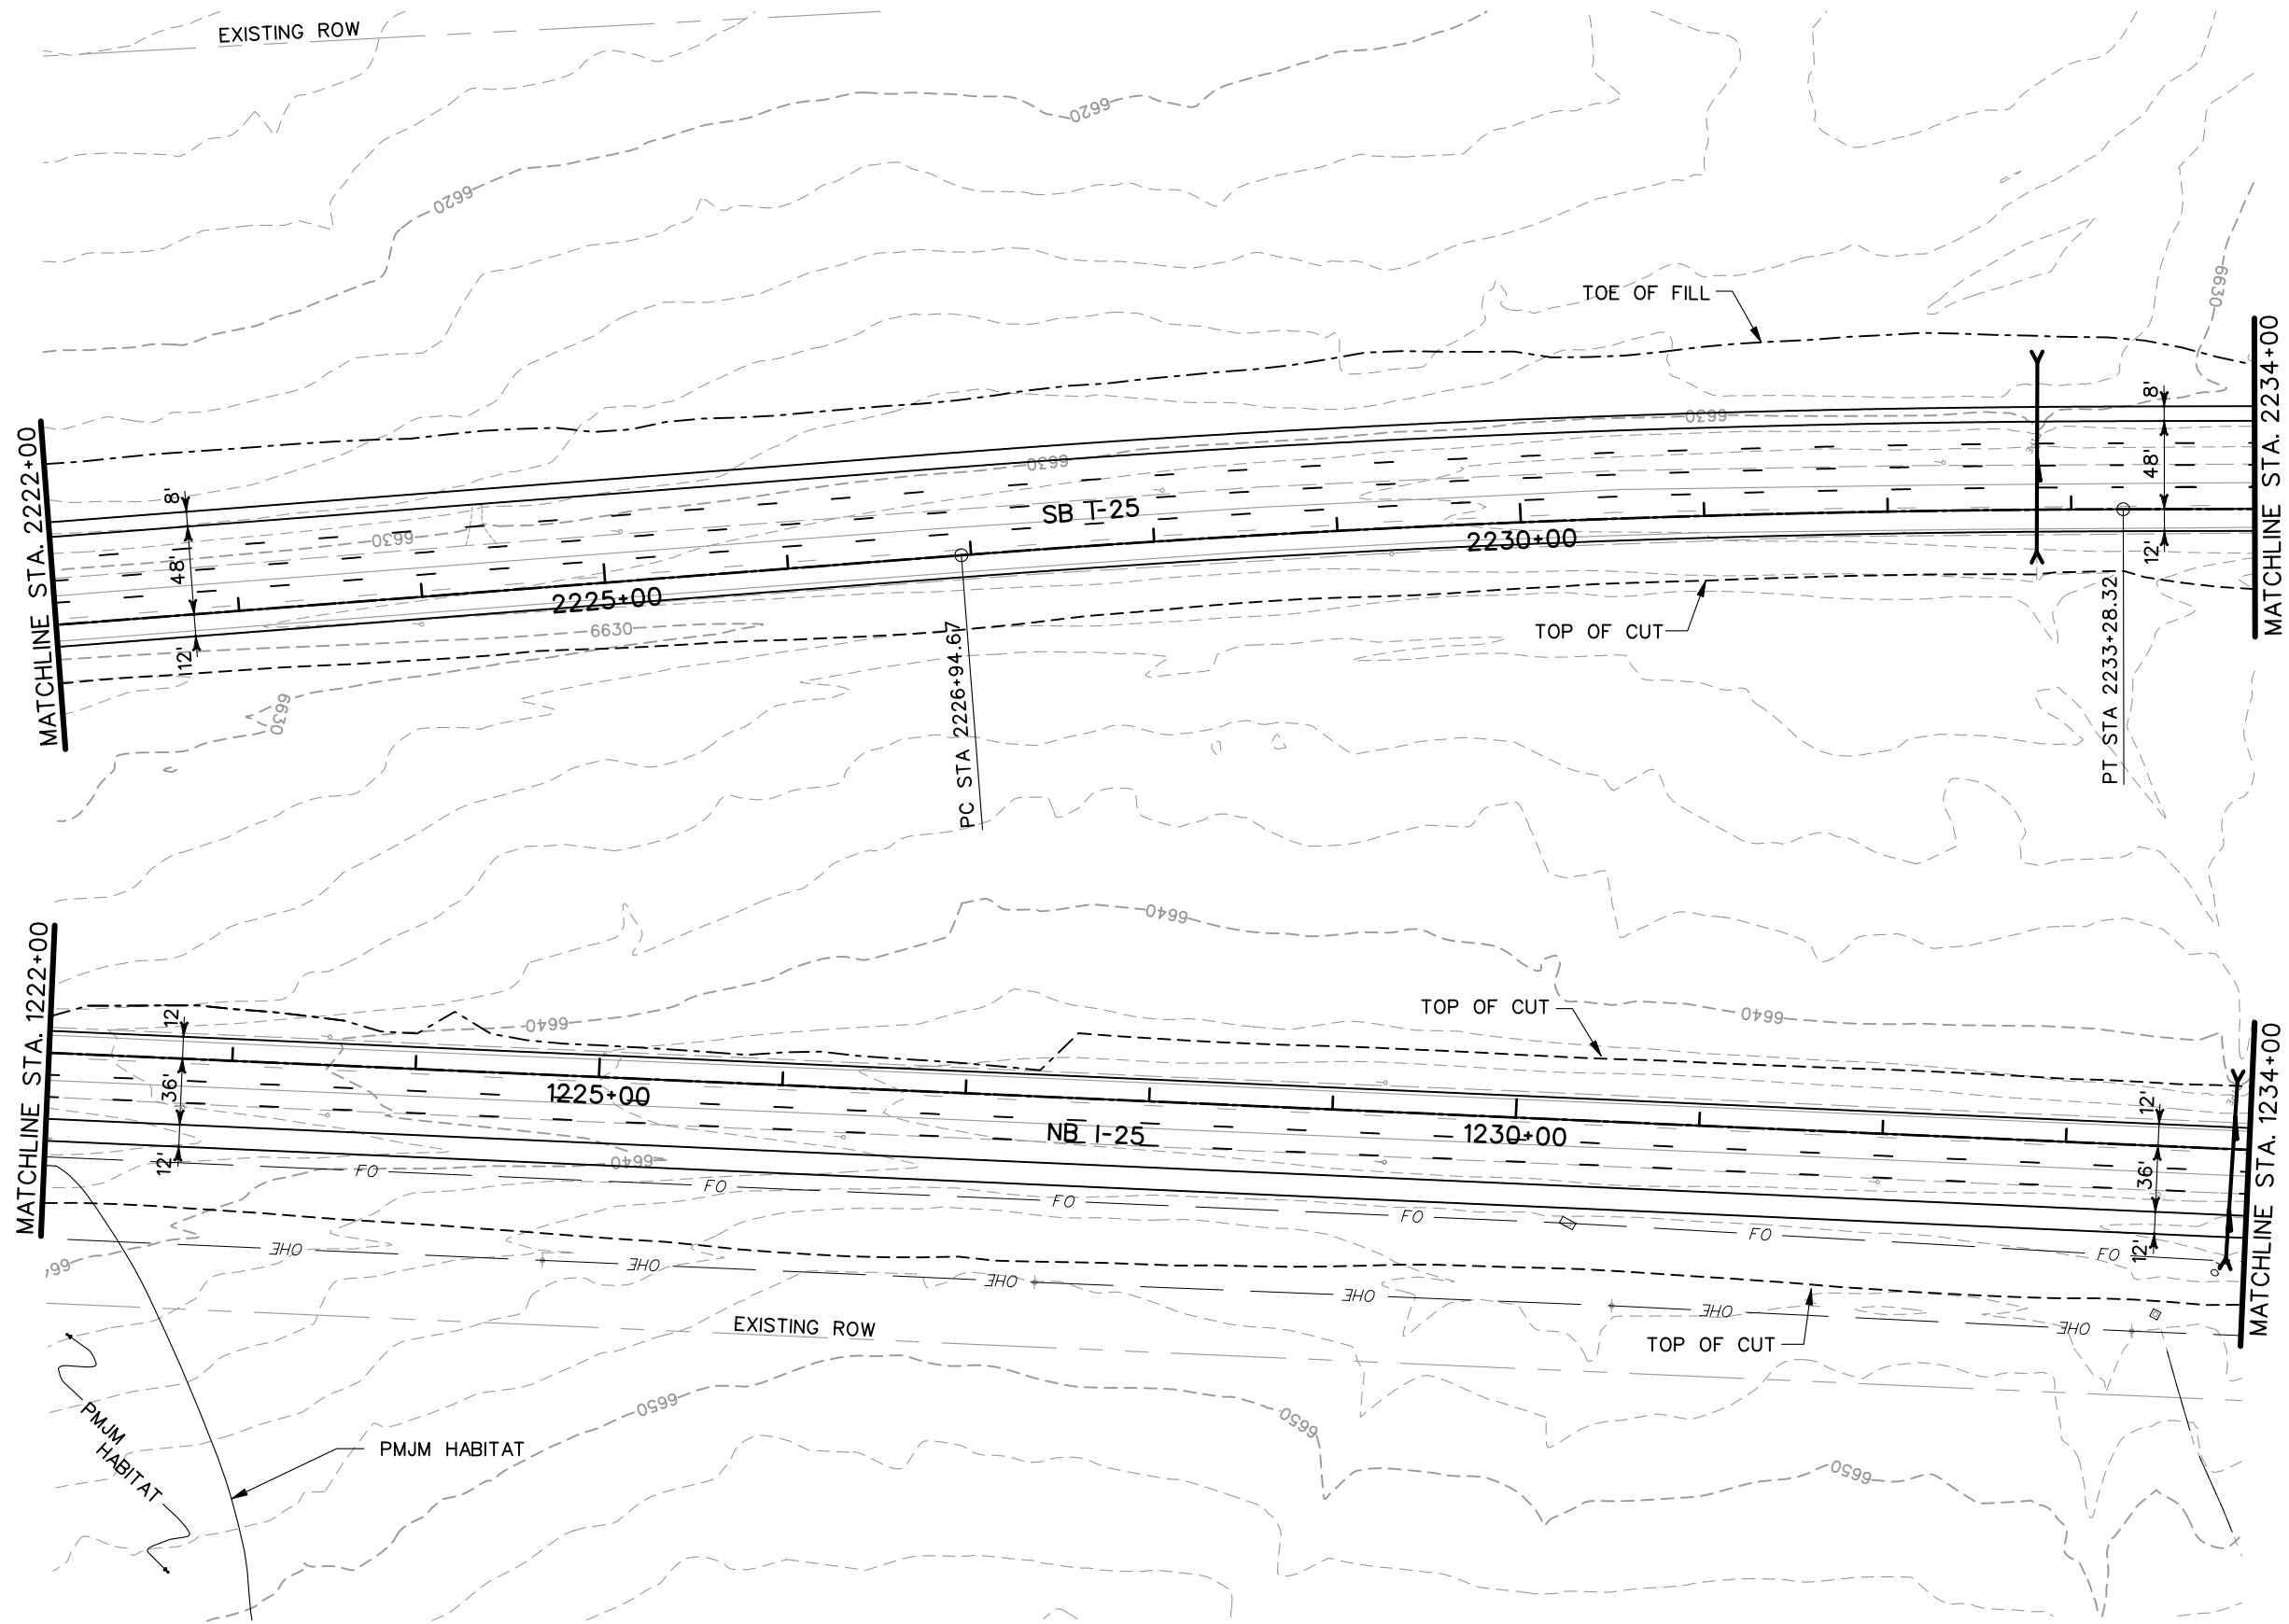 EXISTING ROW
6620
6620
6630
TOE OF FILL
MATCHLINE STA. 2222+00
8'
48'
12'
6630
6630
6630
SB I-25
2225+00
2230+00
6630
6630
8'
48'
12'
MATCHLINE STA. 2234+00
TOP OF CUT
PC STA 2226+94.67
PT STA 2233+28.32
6640
6640
6640
6640
MATCHLINE STA. 1222+00
12'
36'
12'
TOP OF CUT
1225+00
NB I-25
1230+00
12'
36'
12'
MATCHLINE STA. 1234+00
FO
FO
FO
FO
FO
FO
OHE
OHE
OHE
OHE
OHE
OHE
EXISTING ROW
TOP OF CUT
6650
6650
6650
PMJM
HABITAT
PMJM HABITAT